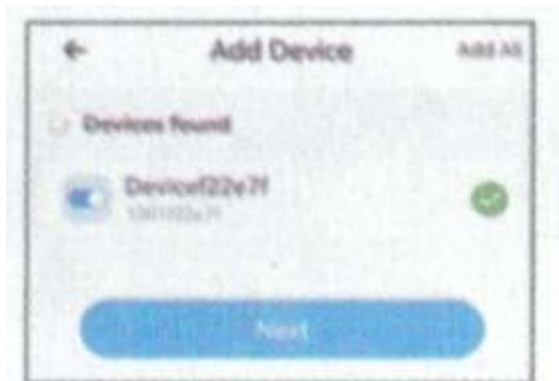 Add Device
Add All
Devices found
Devicef22e7f
Next